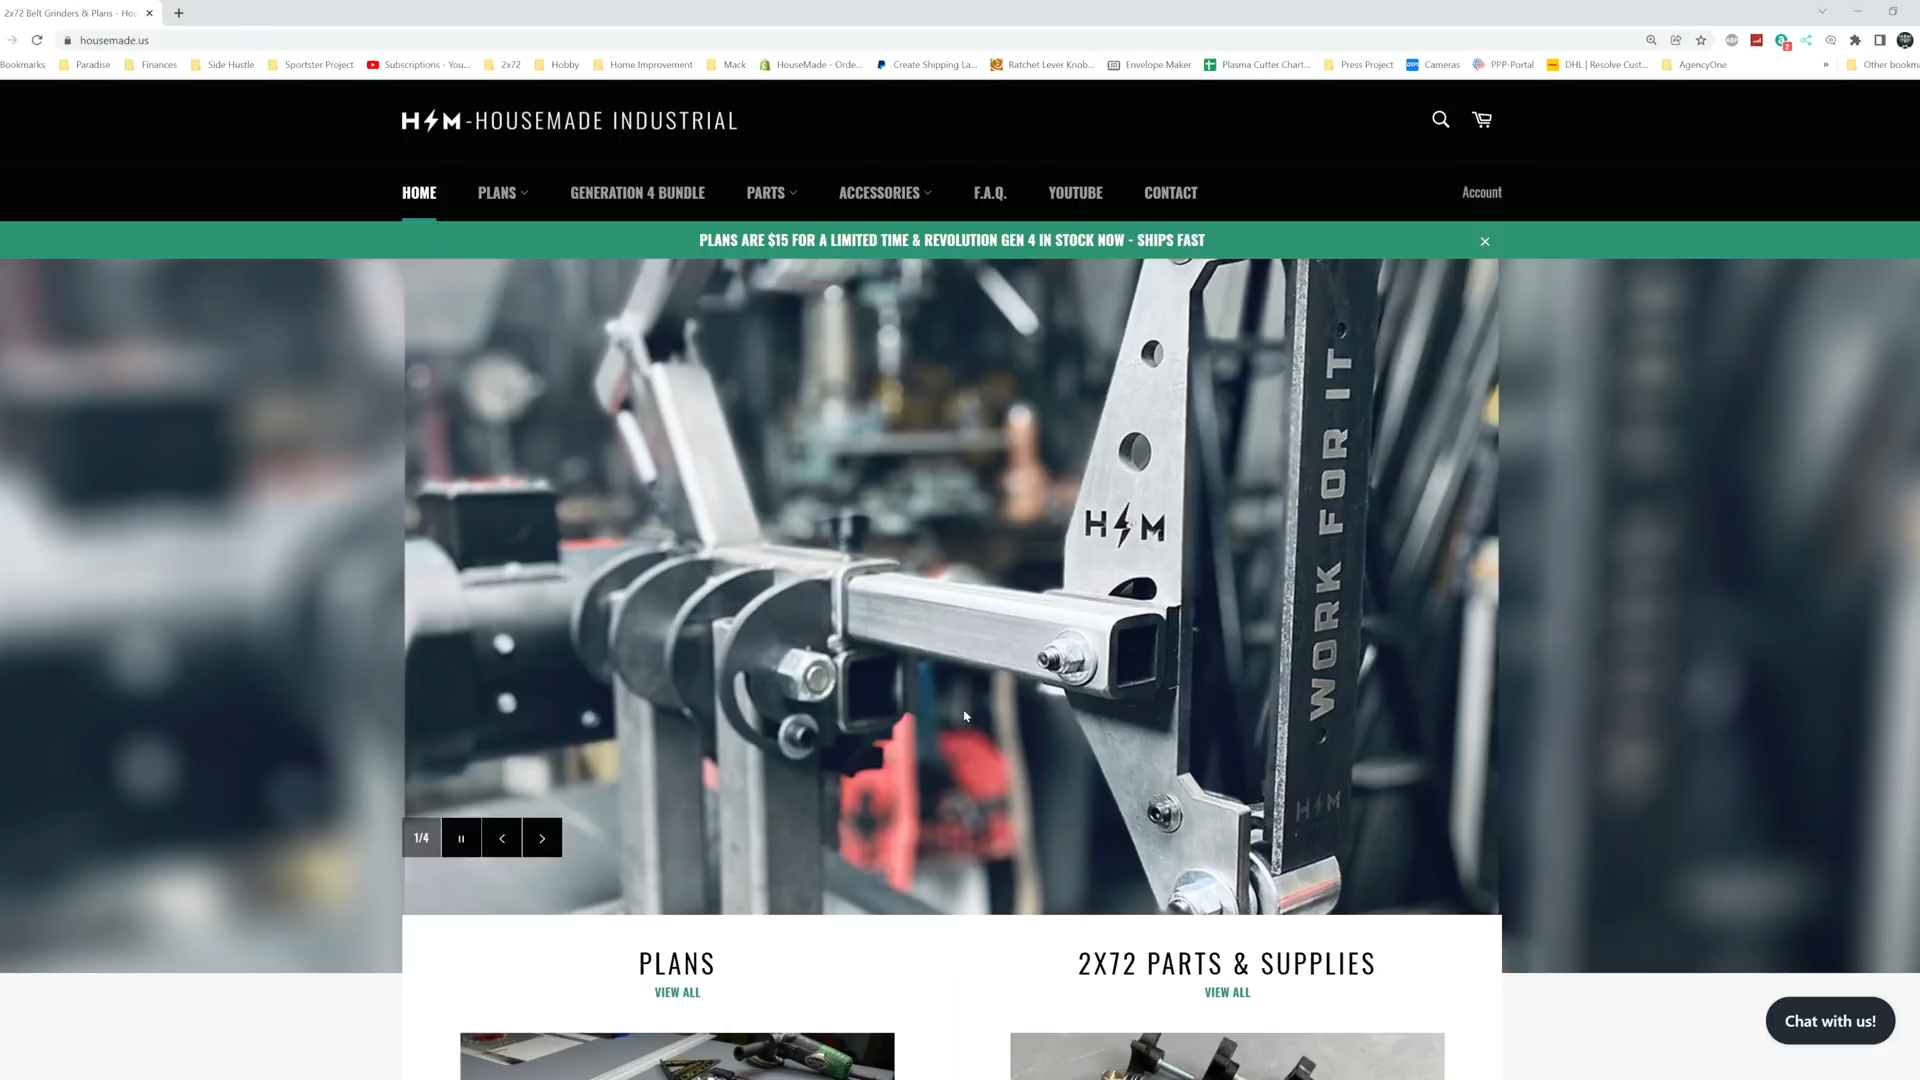 2x72 Belt Grinders & Plans - Hou
housemade.us
Bookmarks Paradise Finances Side Hustle Sportster Project Subscriptions - You... 2x72 Hobby Home Improvement Mack HouseMade - Orde... Create Shipping La... Ratchet Lever Knob... Envelope Maker Plasma Cutter Chart... Press Project Cameras PPP-Portal DHL | Resolve Cust... AgencyOne » Other bookma
HM-HOUSEMADE INDUSTRIAL
HOME PLANS GENERATION 4 BUNDLE PARTS ACCESSORIES F.A.Q. YOUTUBE CONTACT Account
PLANS ARE $15 FOR A LIMITED TIME & REVOLUTION GEN 4 IN STOCK NOW - SHIPS FAST
WORK FOR IT
HM
HM
1/4
PLANS
VIEW ALL
2X72 PARTS & SUPPLIES
VIEW ALL
Chat with us!